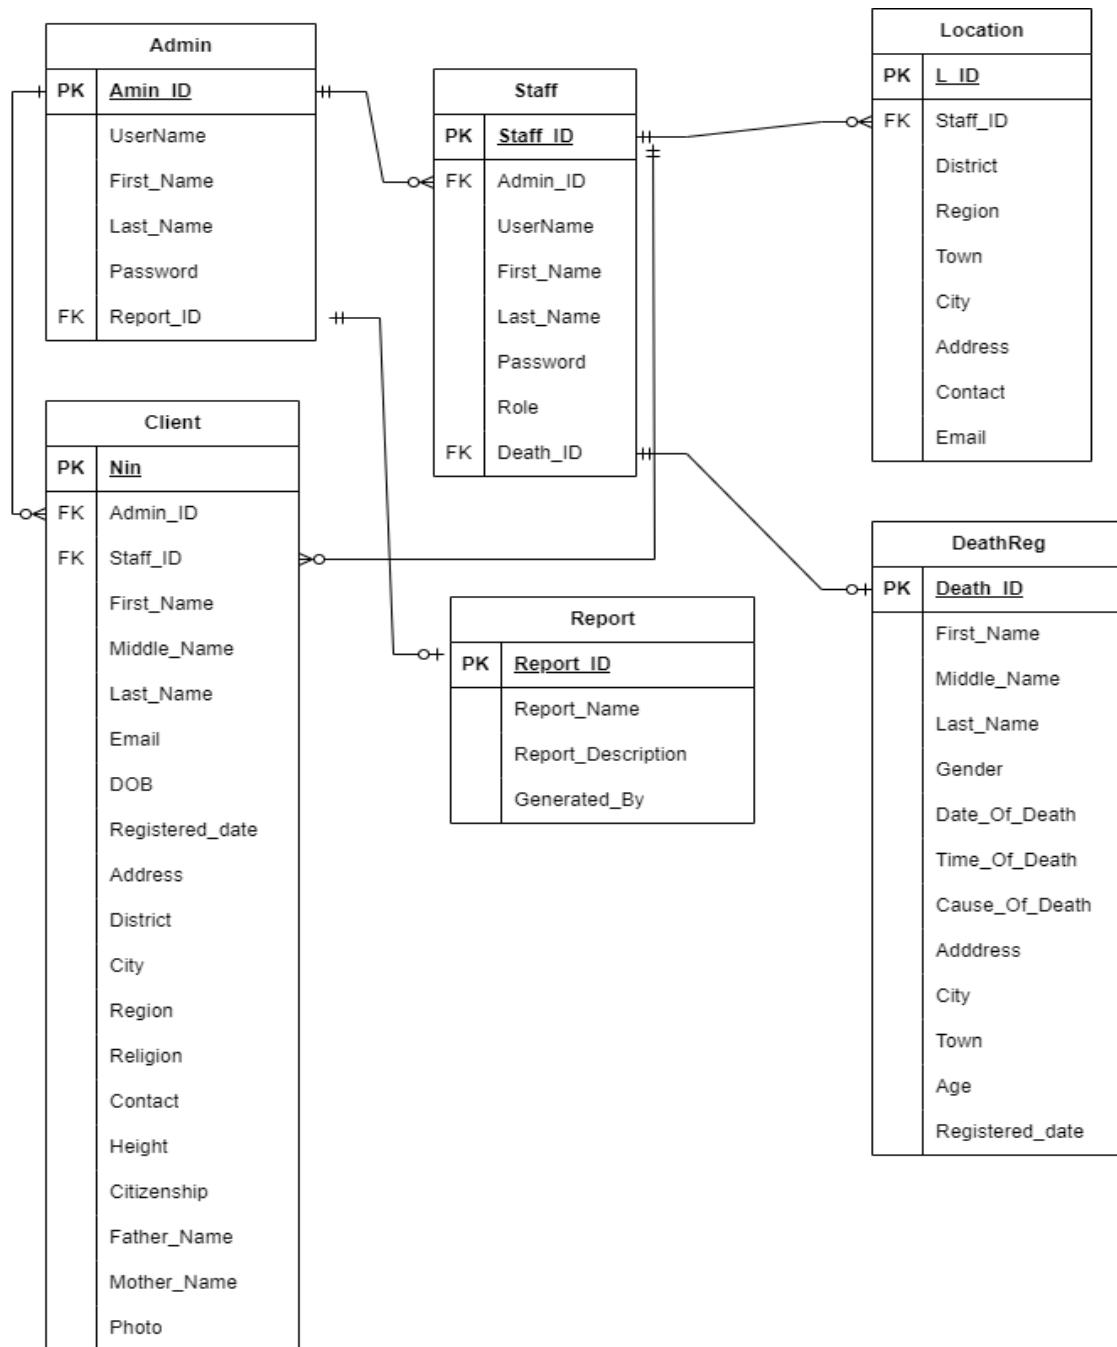 Admin
PK Amin_ID
UserName
First_Name
Last_Name
Password
FK Report_ID
Staff
PK Staff_ID
FK Admin_ID
UserName
First_Name
Last_Name
Password
Role
FK Death_ID
Location
PK L_ID
FK Staff_ID
District
Region
Town
City
Address
Contact
Email
Client
PK Nin
FK Admin_ID
FK Staff_ID
First_Name
Middle_Name
Last_Name
Email
DOB
Registered_date
Address
District
City
Region
Religion
Contact
Height
Citizenship
Father_Name
Mother_Name
Photo
Report
PK Report_ID
Report_Name
Report_Description
Generated_By
DeathReg
PK Death_ID
First_Name
Middle_Name
Last_Name
Gender
Date_Of_Death
Time_Of_Death
Cause_Of_Death
Adddress
City
Town
Age
Registered_date